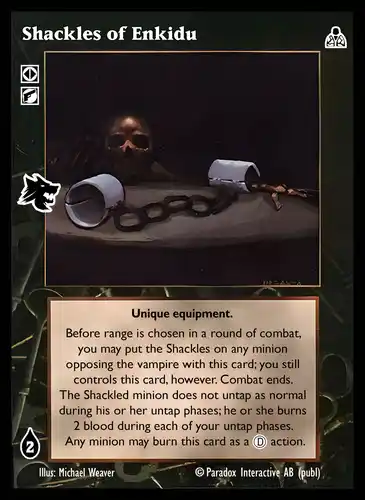 Shackles of Enkidu
Unique equipment.
Before range is chosen in a round of combat,
you may put the Shackles on any minion
opposing the vampire with this card; you still
controls this card, however. Combat ends.
The Shackled minion does not untap as normal
during his or her untap phases; he or she burns
2 blood during each of your untap phases.
Any minion may burn this card as a D action.
2
Illus: Michael Weaver © Paradox Interactive AB (publ)